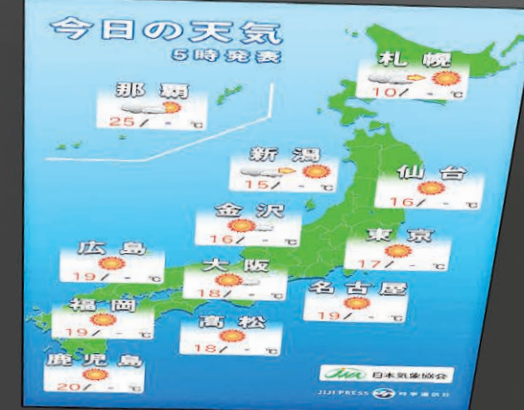 今日の天気
5時発表
札幌
10/ - ℃
那覇
25/ - ℃
新潟
15/ - ℃
仙台
16/ - ℃
金沢
16/ - ℃
東京
17/ - ℃
広島
19/ - ℃
大阪
18/ - ℃
名古屋
19/ - ℃
福岡
19/ - ℃
高松
18/ - ℃
鹿児島
20/ - ℃
JWA 日本気象協会
JIJI PRESS 時事通信社